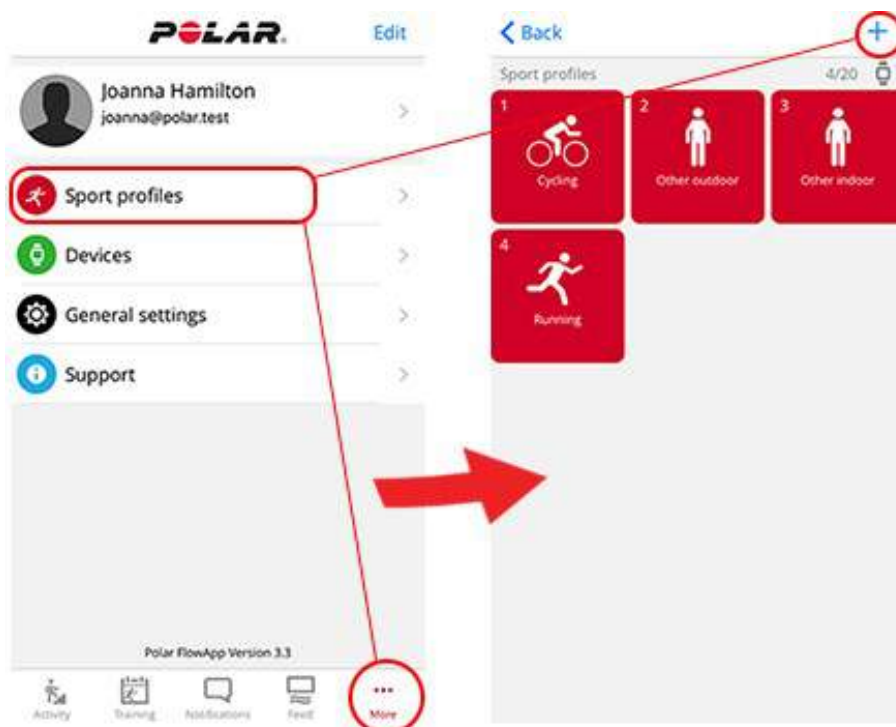 POLAR.
Edit
Joanna Hamilton
joanna@polar.test
Sport profiles
Devices
General settings
Support
Polar FlowApp Version 3.3
Activity
Training
Notifications
Feed
More
Back
+
Sport profiles
4/20
1
Cycling
2
Other outdoor
3
Other indoor
4
Running